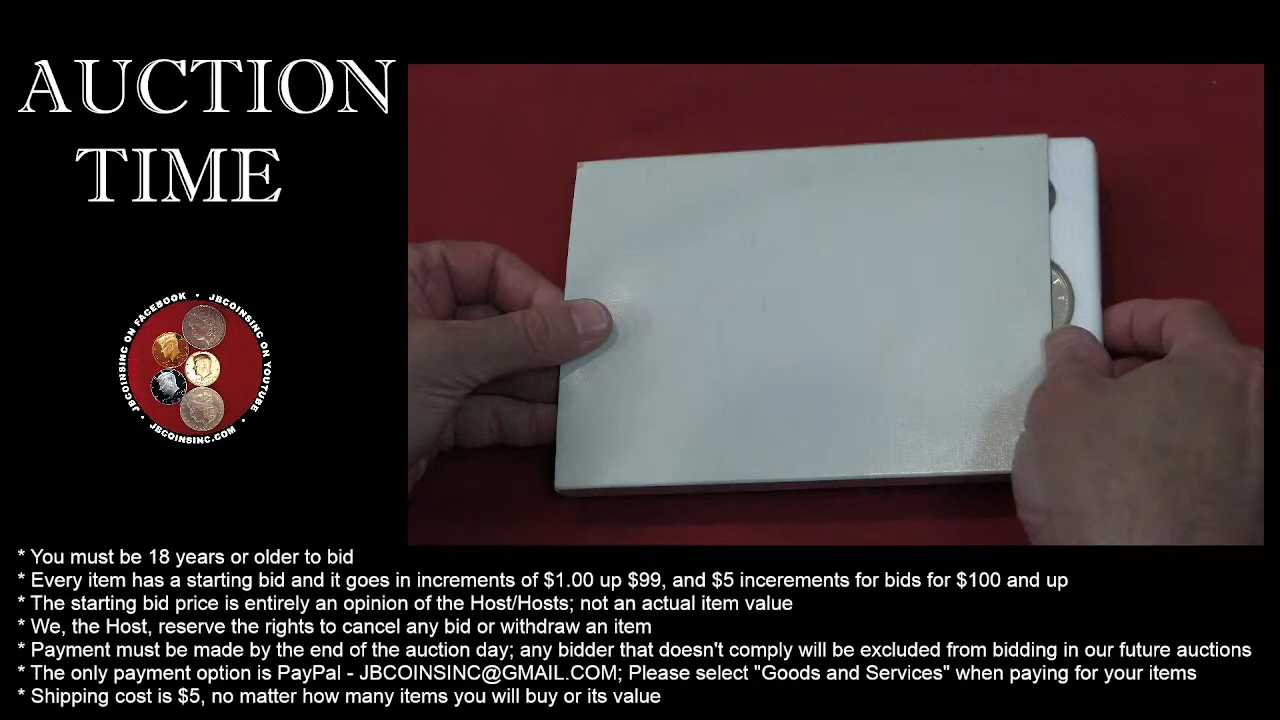 AUCTION
TIME
JBCOINSINC ON FACEBOOK • JBCOINSINC ON YOUTUBE • JBCOINSINC.COM •
* You must be 18 years or older to bid
* Every item has a starting bid and it goes in increments of $1.00 up $99, and $5 incerements for bids for $100 and up
* The starting bid price is entirely an opinion of the Host/Hosts; not an actual item value
* We, the Host, reserve the rights to cancel any bid or withdraw an item
* Payment must be made by the end of the auction day; any bidder that doesn't comply will be excluded from bidding in our future auctions
* The only payment option is PayPal - JBCOINSINC@GMAIL.COM; Please select "Goods and Services" when paying for your items
* Shipping cost is $5, no matter how many items you will buy or its value